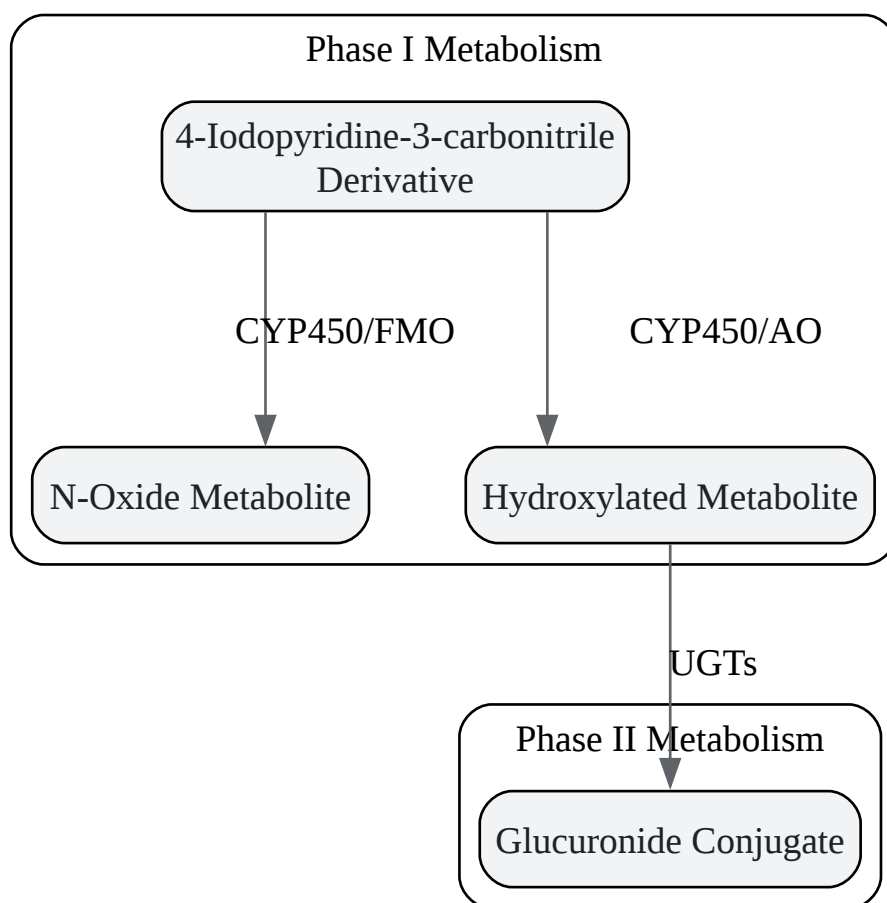 Phase I Metabolism
4-Iodopyridine-3-carbonitrile
Derivative
CYP450/FMO
CYP450/AO
N-Oxide Metabolite
Hydroxylated Metabolite
UGTs
Phase II Metabolism
Glucuronide Conjugate